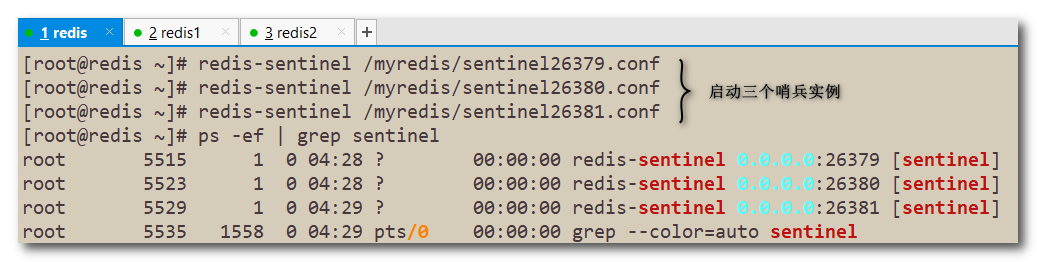 1 redis × 2 redis1 × 3 redis2 × +
[root@redis ~]# redis-sentinel /myredis/sentinel26379.conf
[root@redis ~]# redis-sentinel /myredis/sentinel26380.conf 启动三个哨兵实例
[root@redis ~]# redis-sentinel /myredis/sentinel26381.conf
[root@redis ~]# ps -ef | grep sentinel
root 5515 1 0 04:28 ? 00:00:00 redis-sentinel 0.0.0.0:26379 [sentinel]
root 5523 1 0 04:28 ? 00:00:00 redis-sentinel 0.0.0.0:26380 [sentinel]
root 5529 1 0 04:29 ? 00:00:00 redis-sentinel 0.0.0.0:26381 [sentinel]
root 5535 1558 0 04:29 pts/0 00:00:00 grep --color=auto sentinel